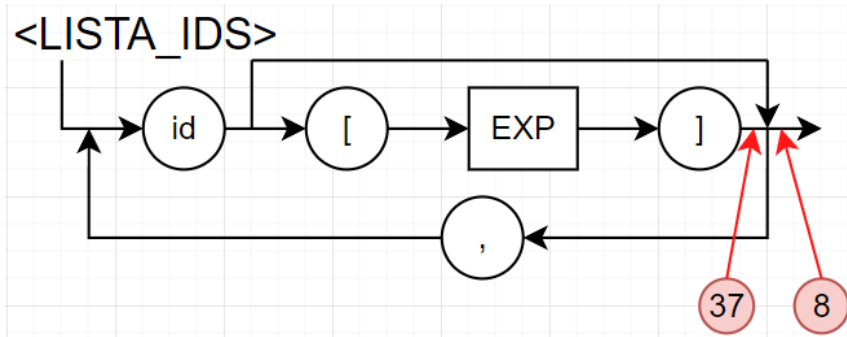 <LISTA_IDS>
id [ EXP ]
,
37 8